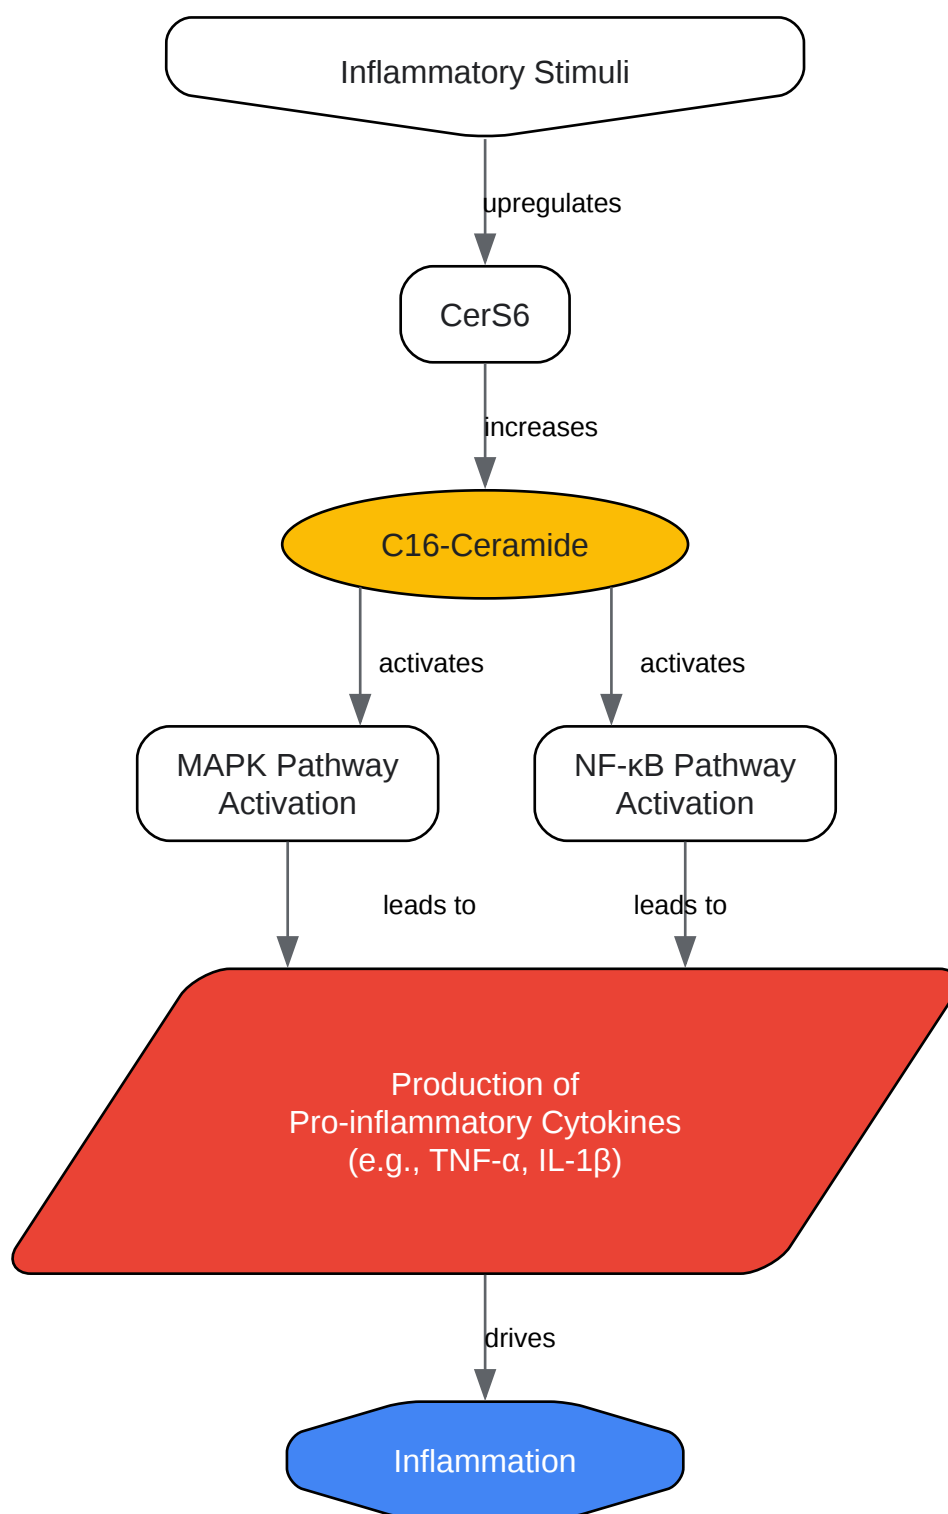 Inflammatory Stimuli
upregulates
CerS6
increases
C16-Ceramide
activates
activates
MAPK Pathway
Activation
NF-κB Pathway
Activation
leads to
leads to
Production of
Pro-inflammatory Cytokines
(e.g., TNF-α, IL-1β)
drives
Inflammation